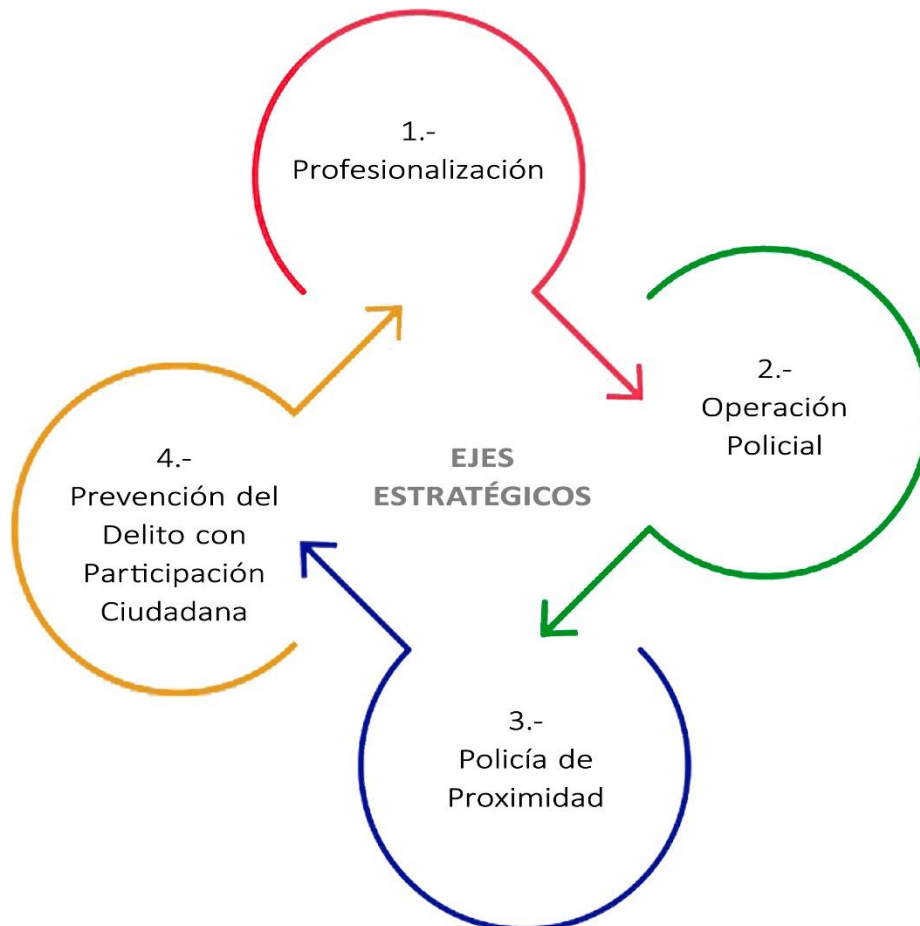 1.-
Profesionalización
2.-
Operación
Policial
EJES
ESTRATÉGICOS
4.-
Prevención del
Delito con
Participación
Ciudadana
3.-
Policía de
Proximidad